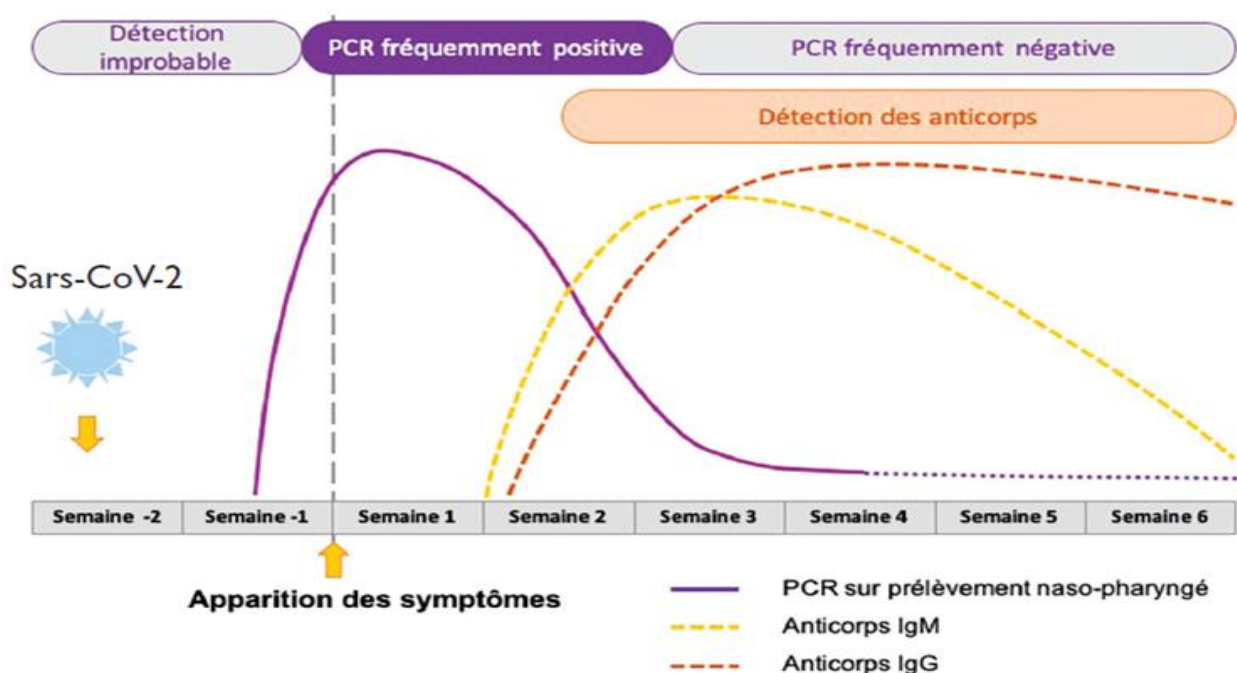 Détection
improbable
PCR fréquemment positive
PCR fréquemment négative
Détection des anticorps
Sars-CoV-2
Semaine -2
Semaine -1
Semaine 1
Semaine 2
Semaine 3
Semaine 4
Semaine 5
Semaine 6
Apparition des symptômes
PCR sur prélèvement naso-pharyngé
Anticorps IgM
Anticorps IgG